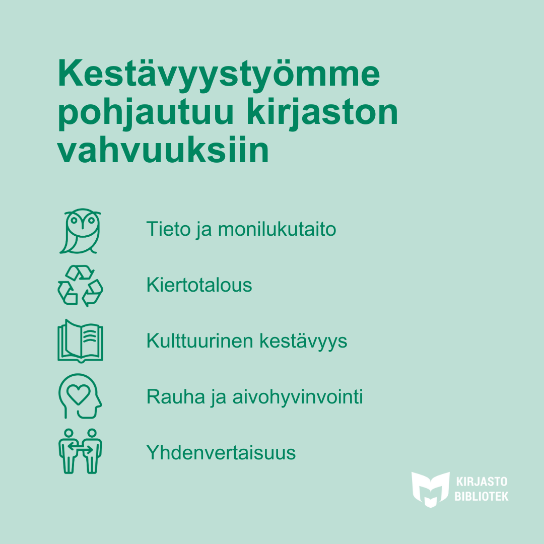 Kestävyystyömme
pohjautuu kirjaston
vahvuuksiin
Tieto ja monilukutaito
Kiertotalous
Kulttuurinen kestävyys
Rauha ja aivohyvinvointi
Yhdenvertaisuus
KIRJASTO
BIBLIOTEK